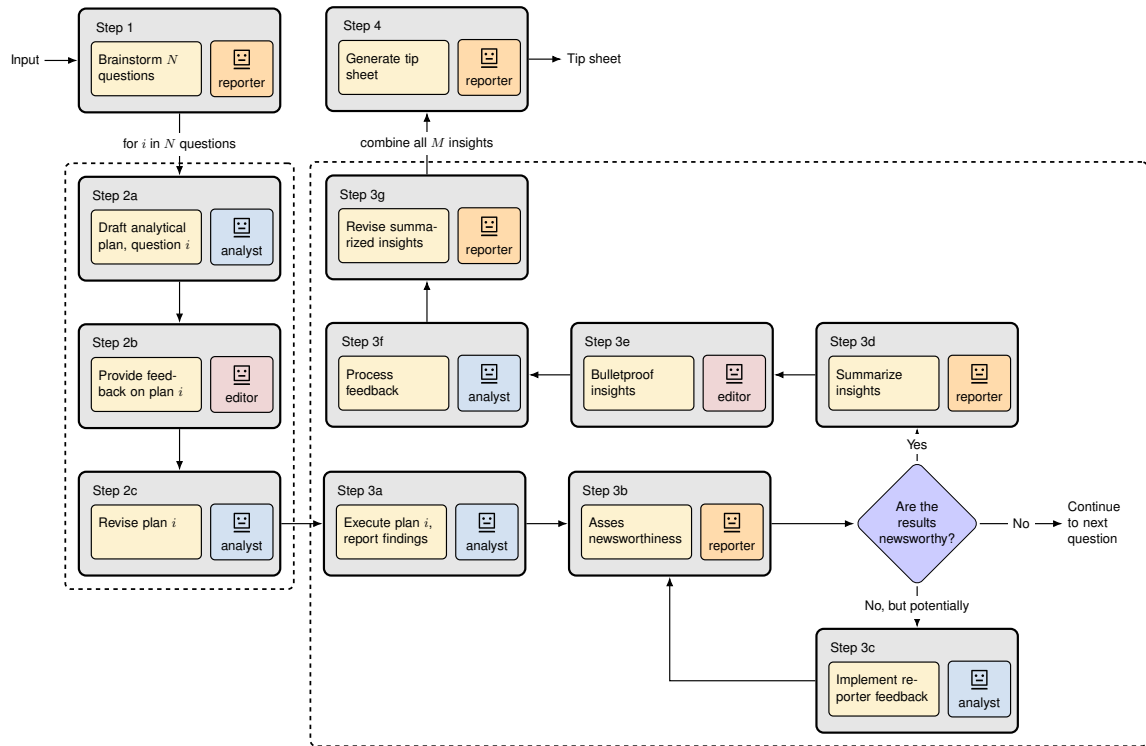 Step 1
Input
Brainstorm N
questions
reporter
for i in N questions
Step 2a
Draft analytical
plan, question i
analyst
Step 2b
Provide feed-
back on plan i
editor
Step 2c
Revise plan i
analyst
Step 3a
Execute plan i,
report findings
analyst
Step 3b
Asses
newsworthiness
reporter
Are the
results
newsworthy?
No
Continue
to next
question
No, but potentially
Step 3c
Implement re-
porter feedback
analyst
Yes
Step 3d
Summarize
insights
reporter
Step 3e
Bulletproof
insights
editor
Step 3f
Process
feedback
analyst
Step 3g
Revise summa-
rized insights
reporter
combine all M insights
Step 4
Generate tip
sheet
reporter
Tip sheet